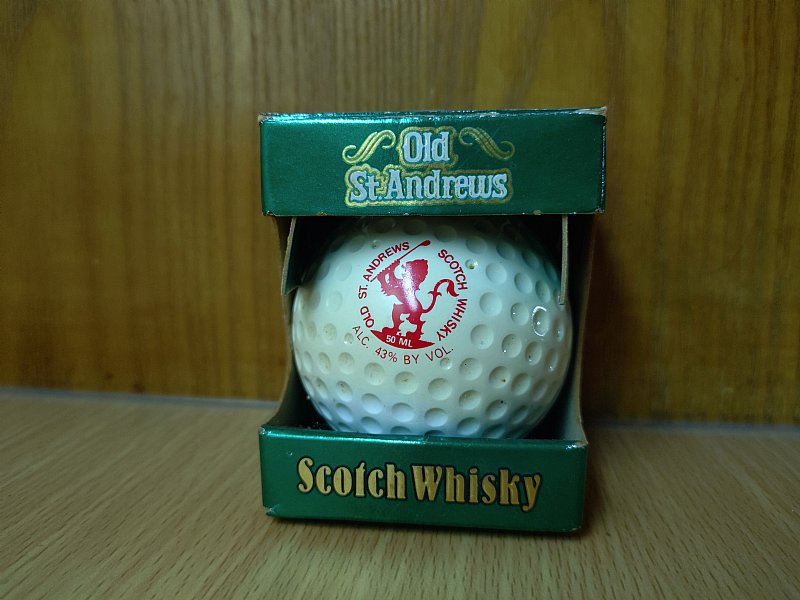 Old
St. Andrews
OLD ST. ANDREWS SCOTCH WHISKY
50 ML
ALC. 43% BY VOL.
Scotch Whisky